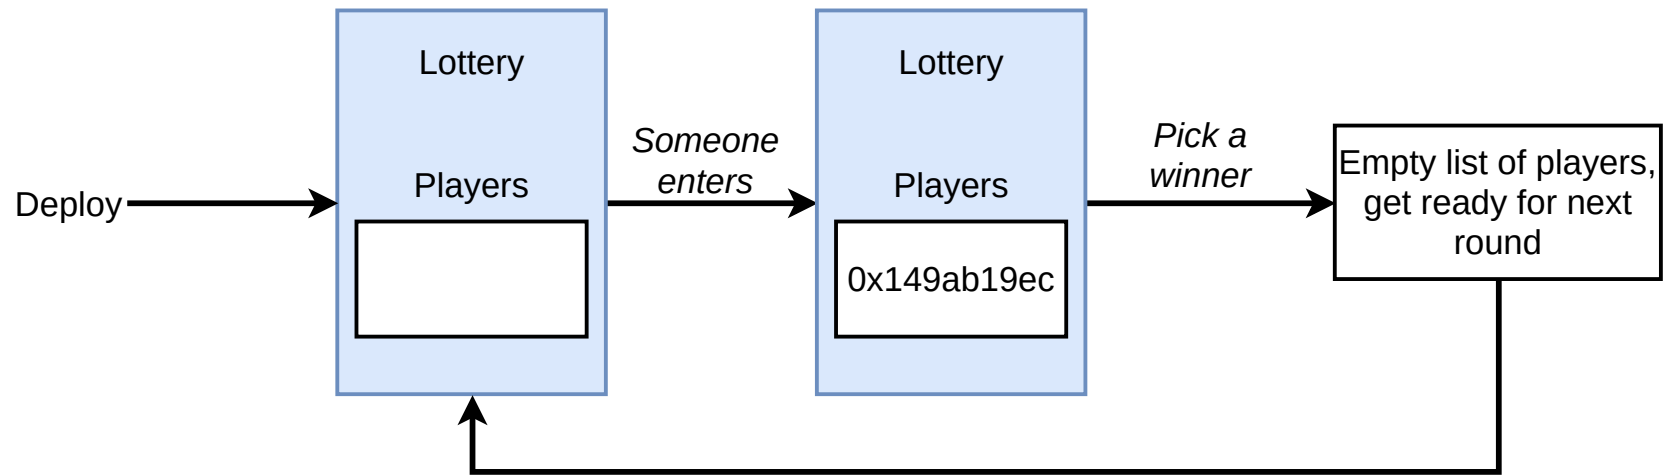 Deploy
Lottery
Players
Someone
enters
Lottery
Players
0x149ab19ec
Pick a
winner
Empty list of players,
get ready for next
round